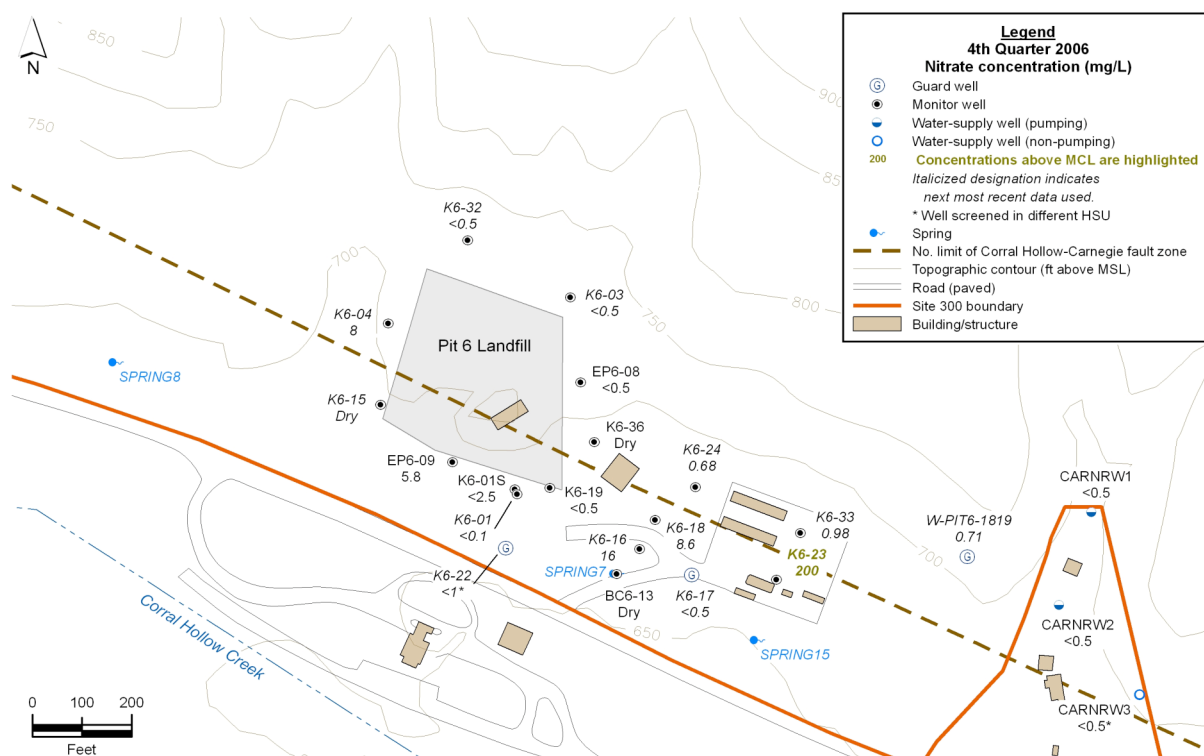 850
750
N
900
850
800
750
700
700
650
Legend
4th Quarter 2006
Nitrate concentration (mg/L)
Guard well
Monitor well
Water-supply well (pumping)
Water-supply well (non-pumping)
200 Concentrations above MCL are highlighted
Italicized designation indicates
next most recent data used.
* Well screened in different HSU
Spring
No. limit of Corral Hollow-Carnegie fault zone
Topographic contour (ft above MSL)
Road (paved)
Site 300 boundary
Building/structure
K6-32
<0.5
K6-03
<0.5
K6-04
8
Pit 6 Landfill
SPRING8
EP6-08
<0.5
K6-15
Dry
K6-36
Dry
K6-24
0.68
EP6-09
5.8
K6-01S
<2.5
K6-19
<0.5
CARNRW1
<0.5
K6-01
<0.1
K6-18
8.6
K6-33
0.98
W-PIT6-1819
0.71
K6-16
16
K6-23
200
K6-22
<1*
SPRING7
BC6-13
Dry
K6-17
<0.5
CARNRW2
<0.5
SPRING15
Corral Hollow Creek
CARNRW3
<0.5*
0 100 200
Feet
G
G
G
G